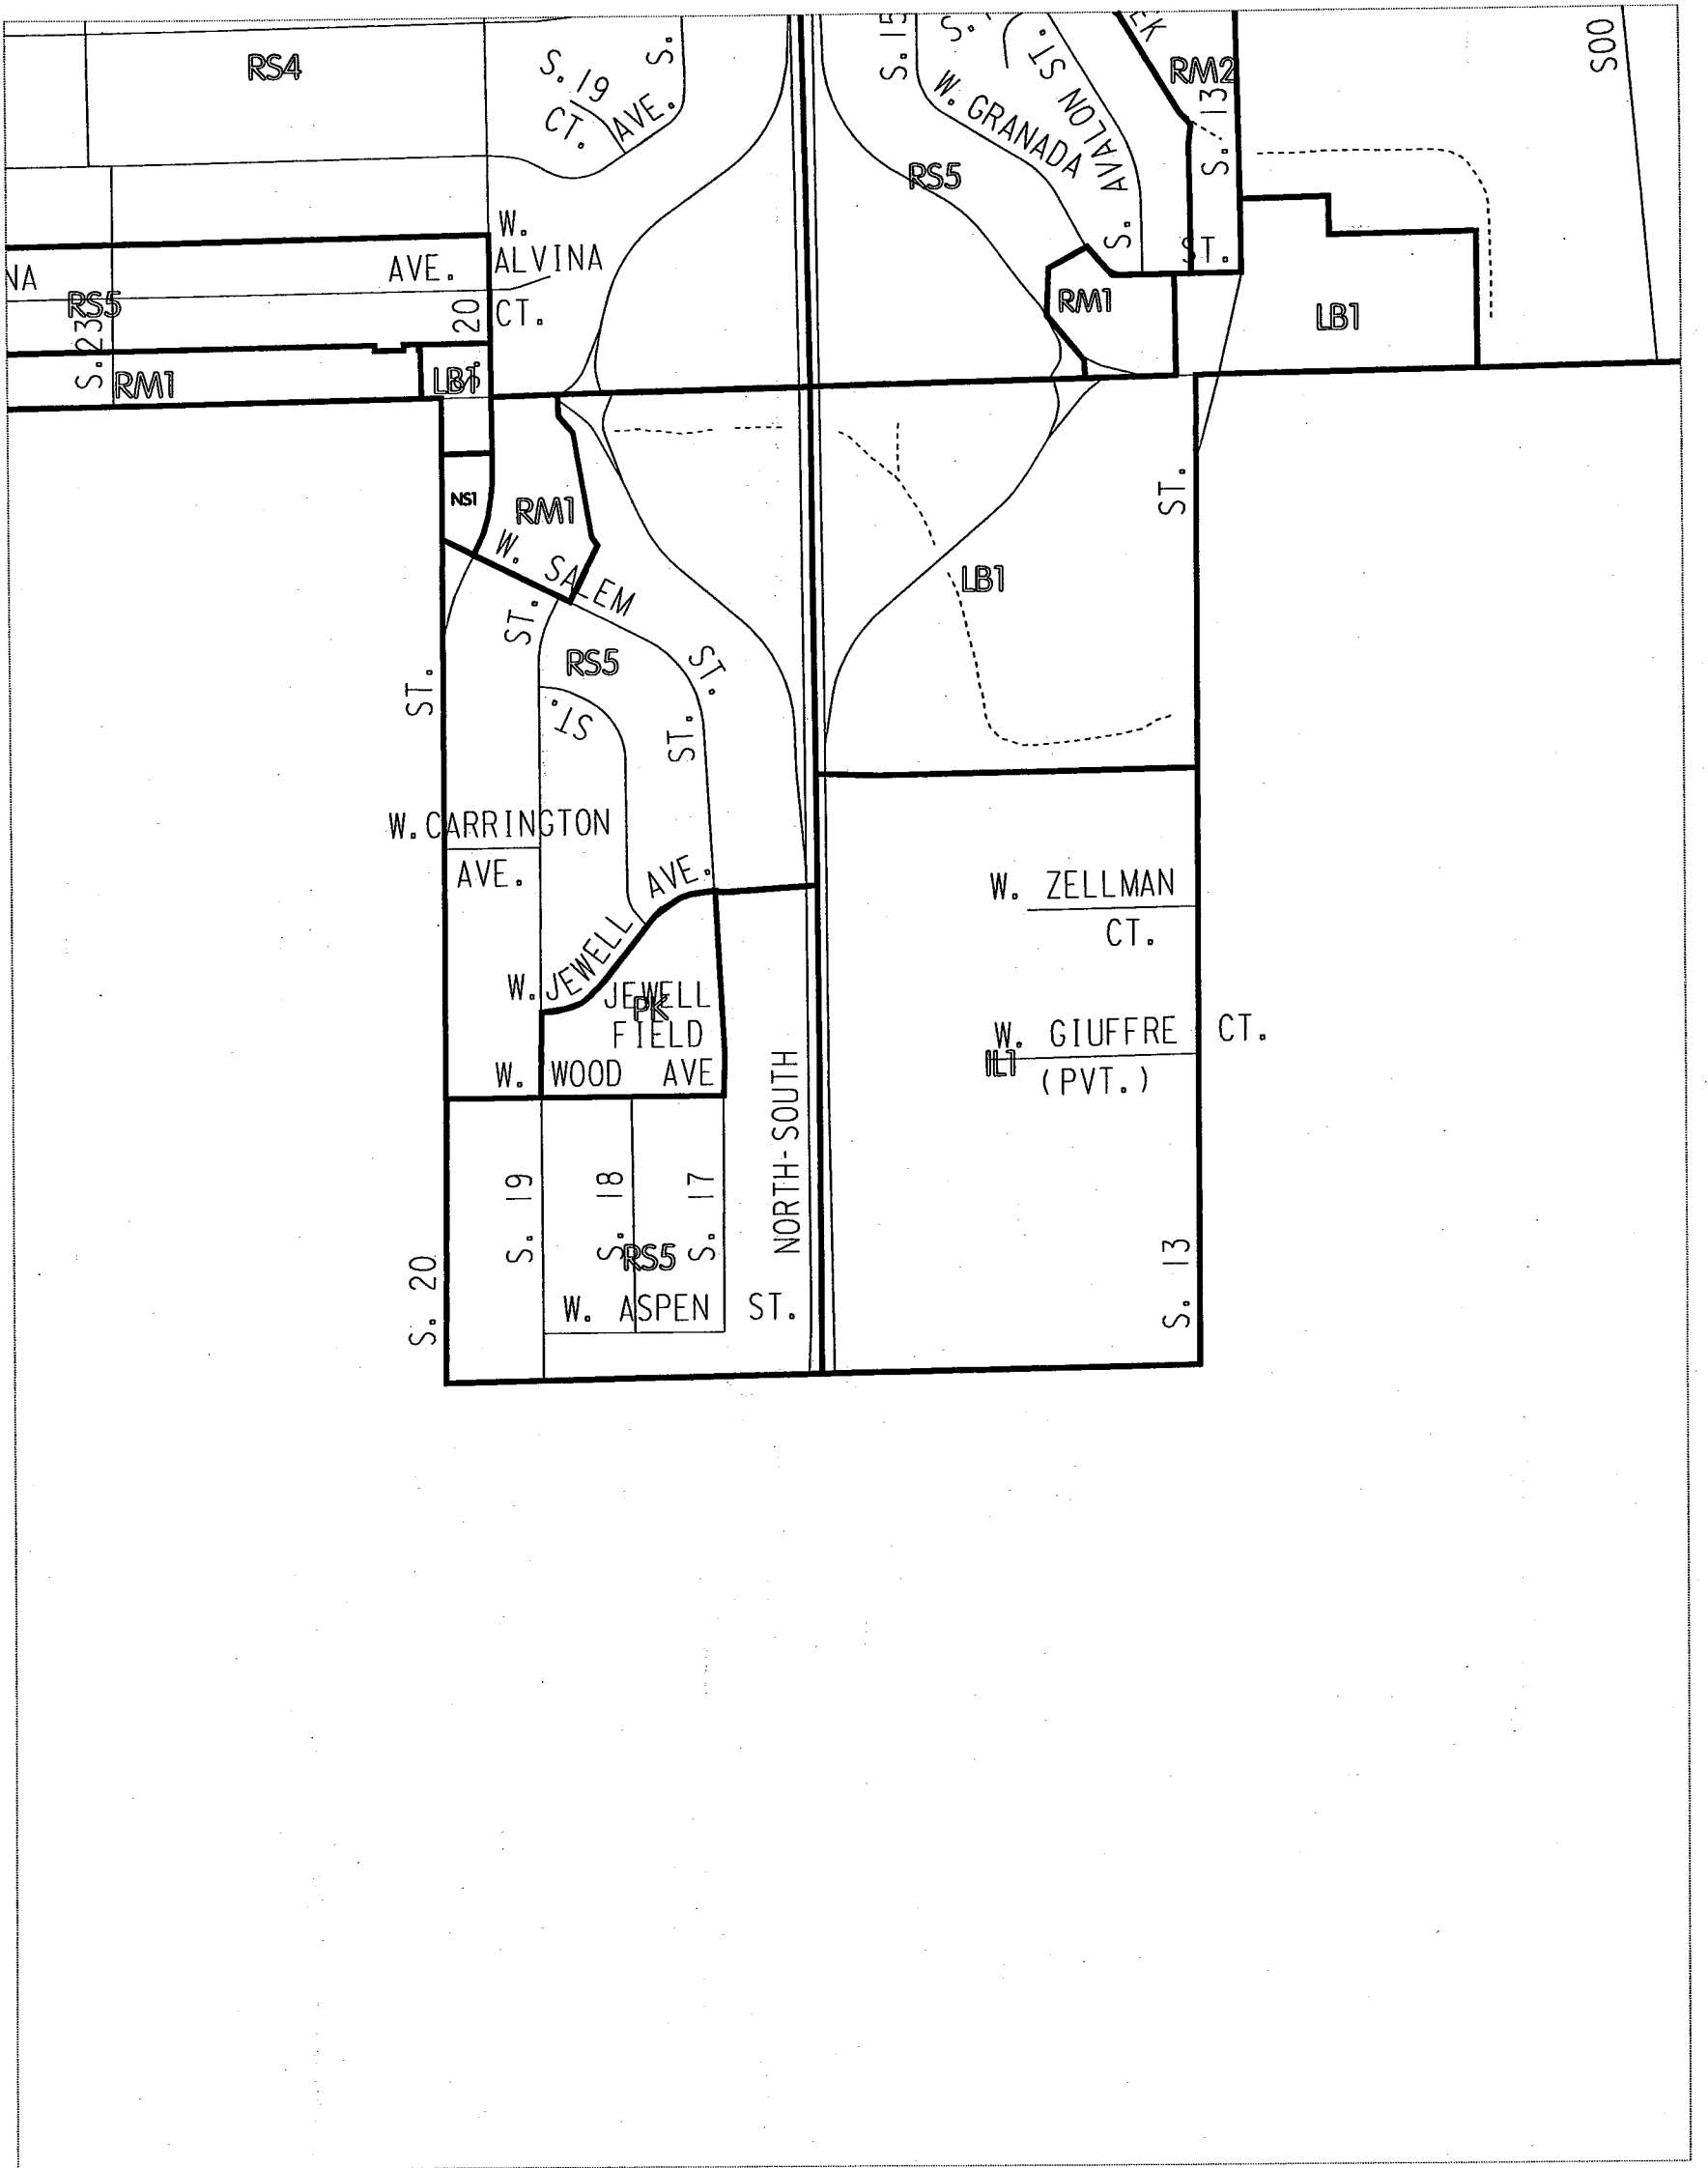 RS4
S. 19
CT.
AVE.
S.
S. 15
S.
W. GRANADA
S. AVALON ST.
EK
RM2
S. 13
ST.
SOO
RS5
W.
ALVINA
CT.
NA
AVE.
RS5
S. 23
20
RM1
LB1
RM1
LB1
NS1
RM1
W. SALEM
ST.
ST.
RS5
ST.
ST.
ST.
ST.
LB1
W. CARRINGTON
AVE.
W. JEWELL AVE.
JEWELL
PK
FIELD
W. WOOD AVE
W. ZELLMAN
CT.
W. GIUFFRE CT.
IL1
(PVT.)
NORTH-SOUTH
S. 20
S. 19
S. 18
S. 17
RS5
W. ASPEN ST.
S. 13